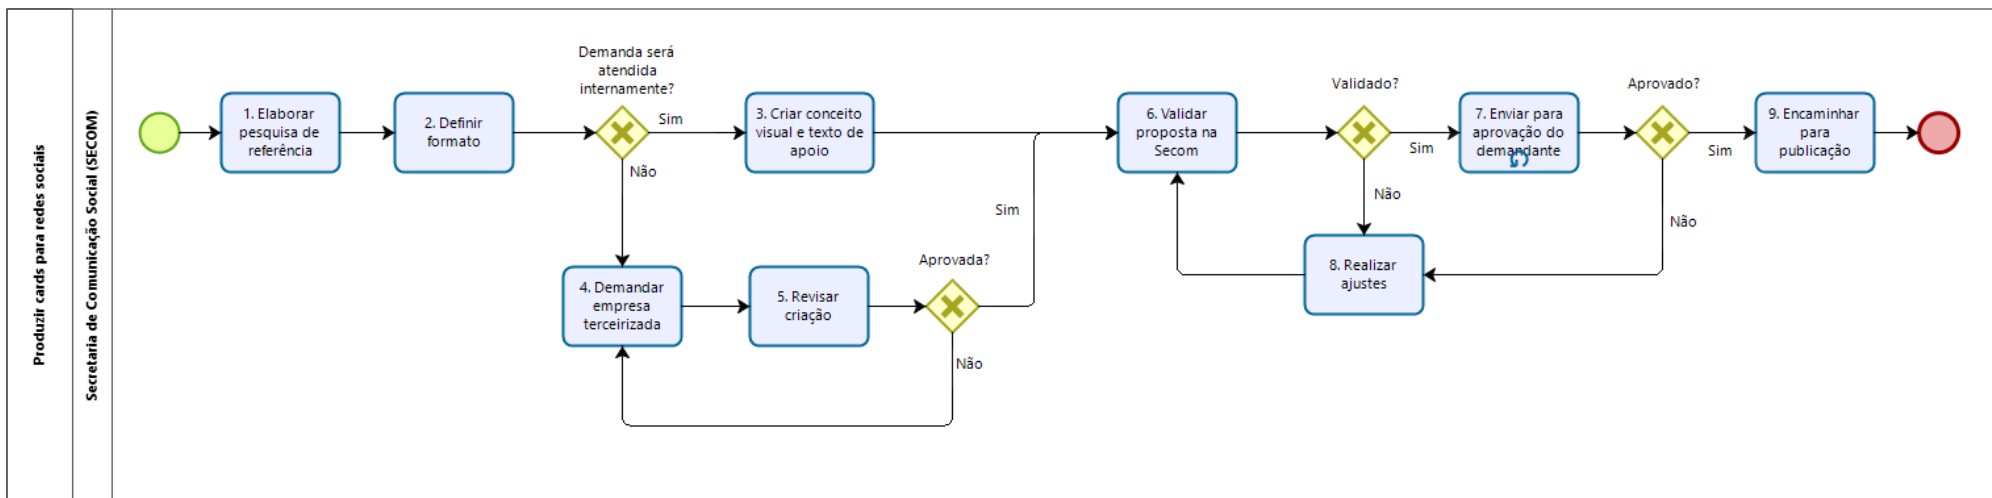 Produzir cards para redes sociais
Secretaria de Comunicação Social (SECOM)
1. Elaborar
pesquisa de
referência
2. Definir
formato
Demanda será
atendida
internamente?
Sim
Não
3. Criar conceito
visual e texto de
apoio
4. Demandar
empresa
terceirizada
5. Revisar
criação
Aprovada?
Sim
Não
6. Validar
proposta na
Secom
Validado?
Sim
Não
7. Enviar para
aprovação do
demandante
8. Realizar
ajustes
Aprovado?
Sim
Não
9. Encaminhar
para
publicação